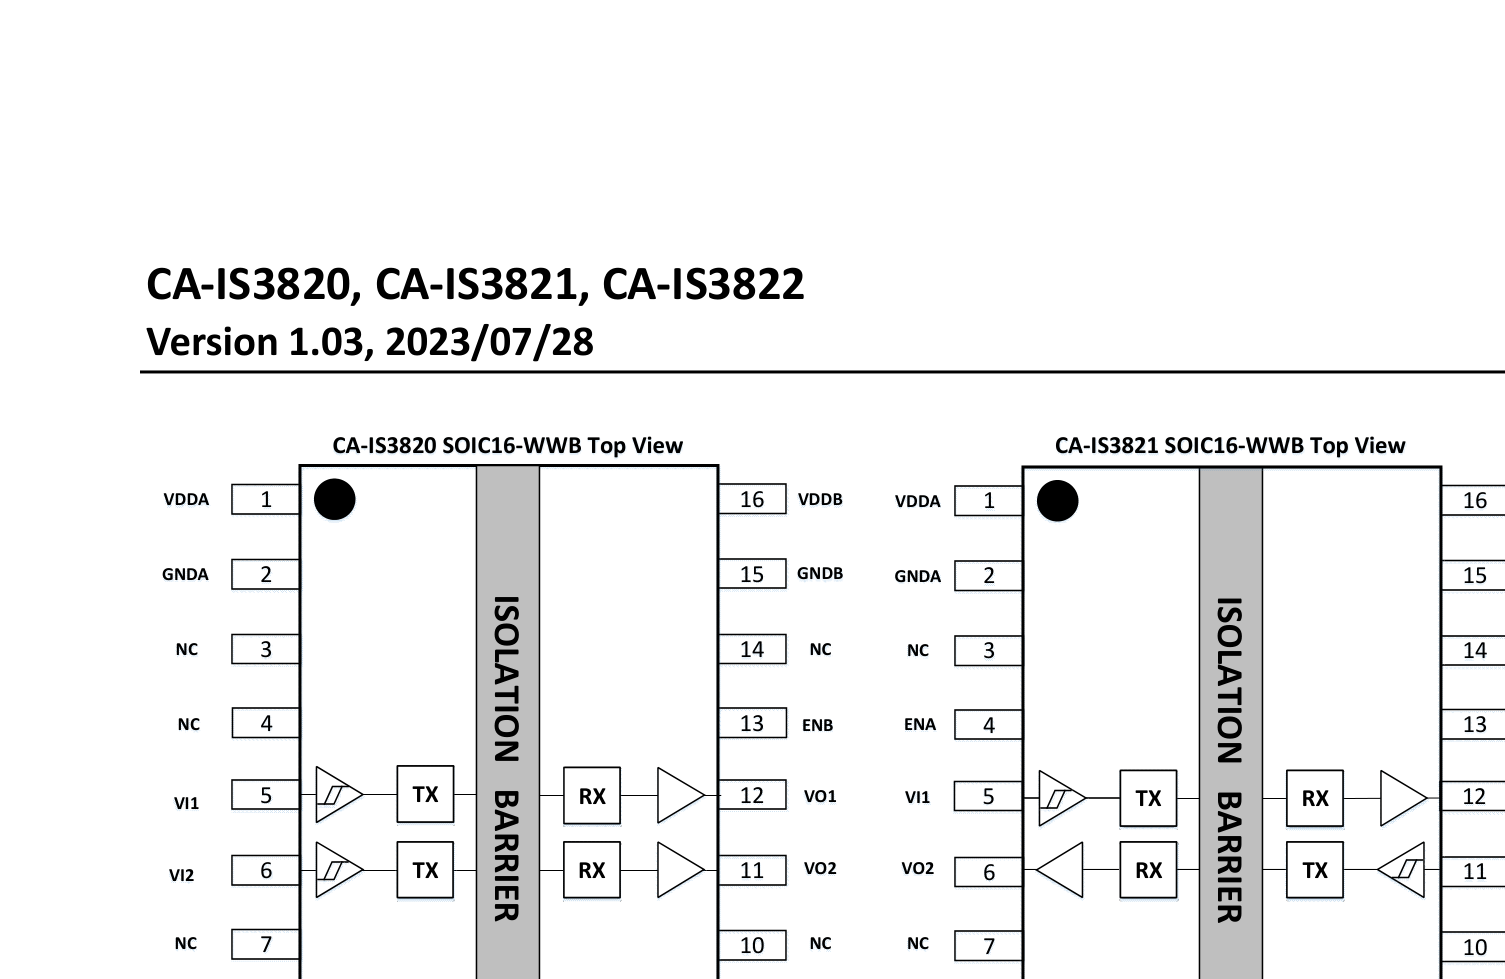 CA-IS3820, CA-IS3821, CA-IS3822
Version 1.03, 2023/07/28
CA-IS3820 SOIC16-WWB Top View
VDDA 1 16 VDDB
GNDA 2 15 GNDB
NC 3 14 NC
NC 4 13 ENB
VI1 5 TX RX 12 VO1
VI2 6 TX RX 11 VO2
NC 7 10 NC
ISOLATION BARRIER
CA-IS3821 SOIC16-WWB Top View
VDDA 1 16
GNDA 2 15
NC 3 14
ENA 4 13
VI1 5 TX RX 12
VO2 6 RX TX 11
NC 7 10
ISOLATION BARRIER